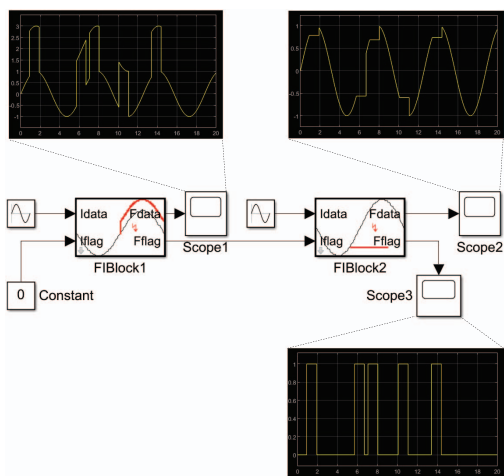 3
2.5
2
1.5
1
0.5
0
-0.5
-1
0 2 4 6 8 10 12 14 16 18 20
1
0.5
0
-0.5
-1
0 2 4 6 8 10 12 14 16 18 20
Idata Fdata
Iflag Fflag
FIBlock1
Scope1
0 Constant
Idata Fdata
Iflag Fflag
FIBlock2
Scope2
Scope3
1
0.8
0.6
0.4
0.2
0
0 2 4 6 8 10 12 14 16 18 20